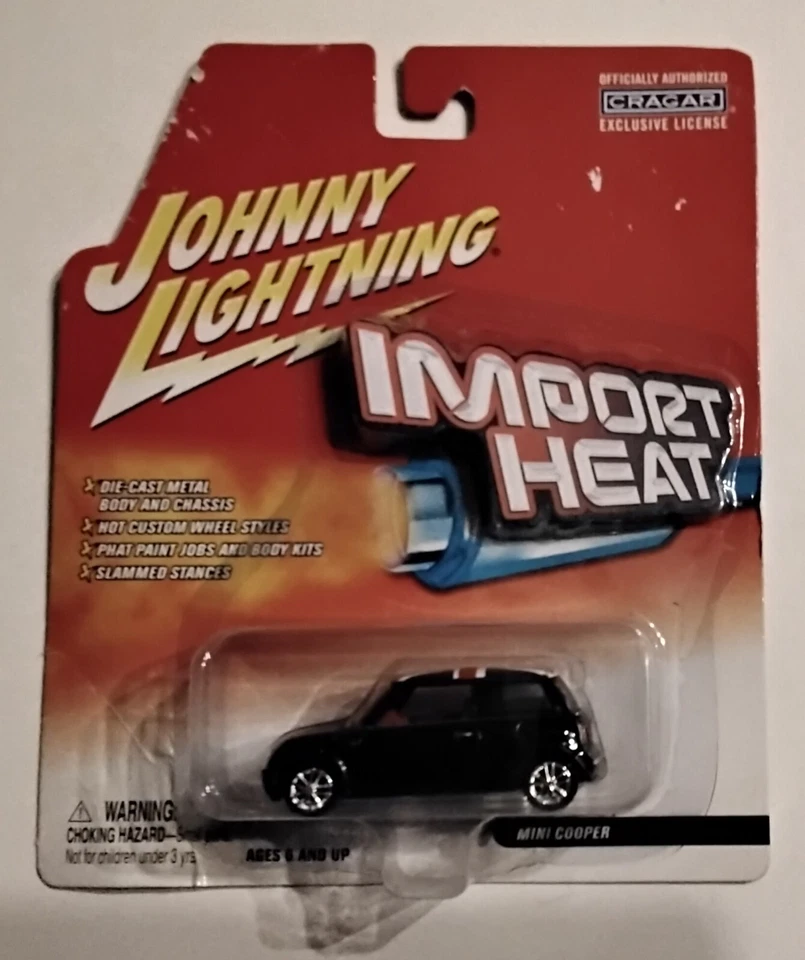 OFFICIALLY AUTHORIZED
CRAGAR
EXCLUSIVE LICENSE
JOHNNY
LIGHTNING
IMPORT
HEAT
DIE-CAST METAL
BODY AND CHASSIS
HOT CUSTOM WHEEL STYLES
PHAT PAINT JOBS AND BODY KITS
SLAMMED STANCES
WARNING:
CHOKING HAZARD—Small
Not for children under 3 yrs.
AGES 8 AND UP
MINI COOPER